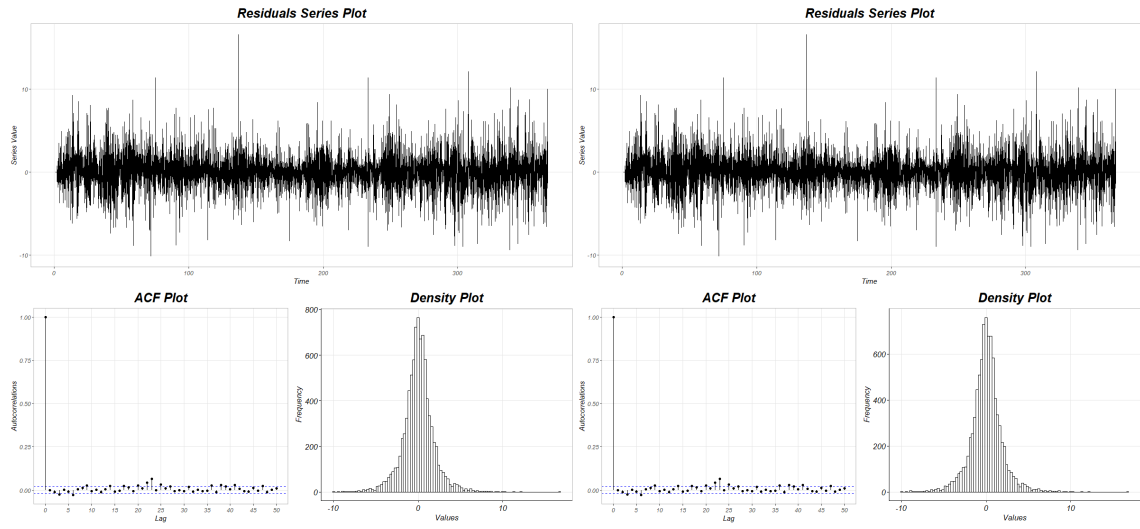 Residuals Series Plot
Series Value
10
0
-10
0
100
200
300
Time
Residuals Series Plot
Series Value
10
0
-10
0
100
200
300
Time
ACF Plot
Autocorrelations
1.00
0.75
0.50
0.25
0.00
0 5 10 15 20 25 30 35 40 45 50
Lag
Density Plot
Frequency
800
600
400
200
0
-10 0 10
Values
ACF Plot
Autocorrelations
1.00
0.75
0.50
0.25
0.00
0 5 10 15 20 25 30 35 40 45 50
Lag
Density Plot
Frequency
600
400
200
0
-10 0 10
Values